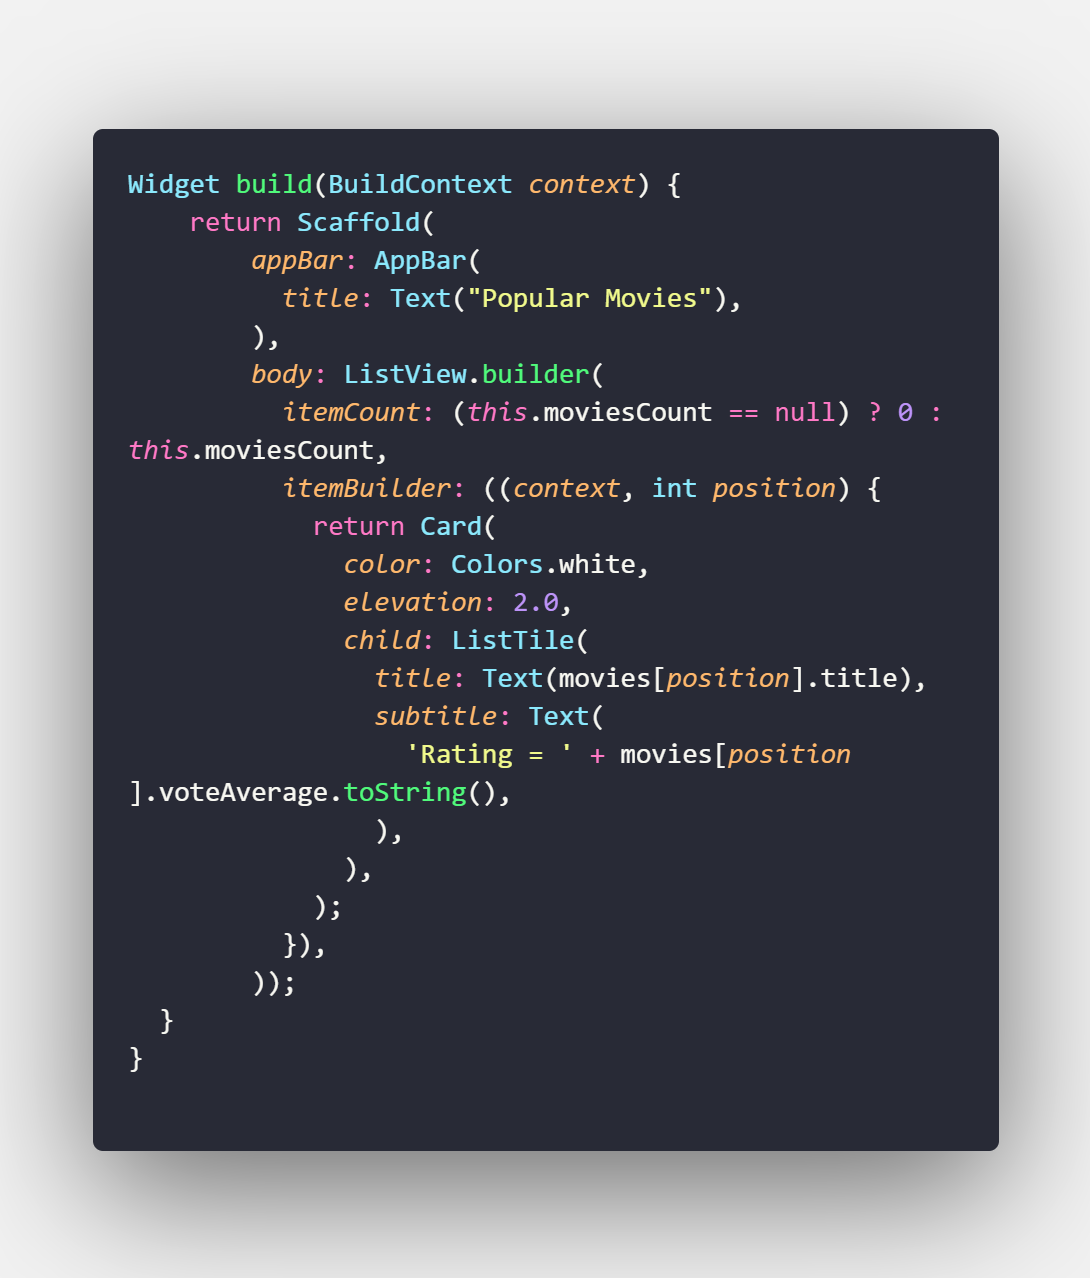 Widget build(BuildContext context) {
    return Scaffold(
        appBar: AppBar(
          title: Text("Popular Movies"),
        ),
        body: ListView.builder(
          itemCount: (this.moviesCount == null) ? 0 :
this.moviesCount,
          itemBuilder: ((context, int position) {
            return Card(
              color: Colors.white,
              elevation: 2.0,
              child: ListTile(
                title: Text(movies[position].title),
                subtitle: Text(
                  'Rating = ' + movies[position
].voteAverage.toString(),
                ),
              ),
            );
          }),
        ));
  }
}